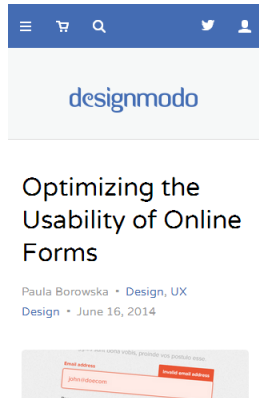 designmodo
Optimizing the
Usability of Online
Forms
Paula Borowska • Design, UX
Design • June 16, 2014
Email address
Invalid email address